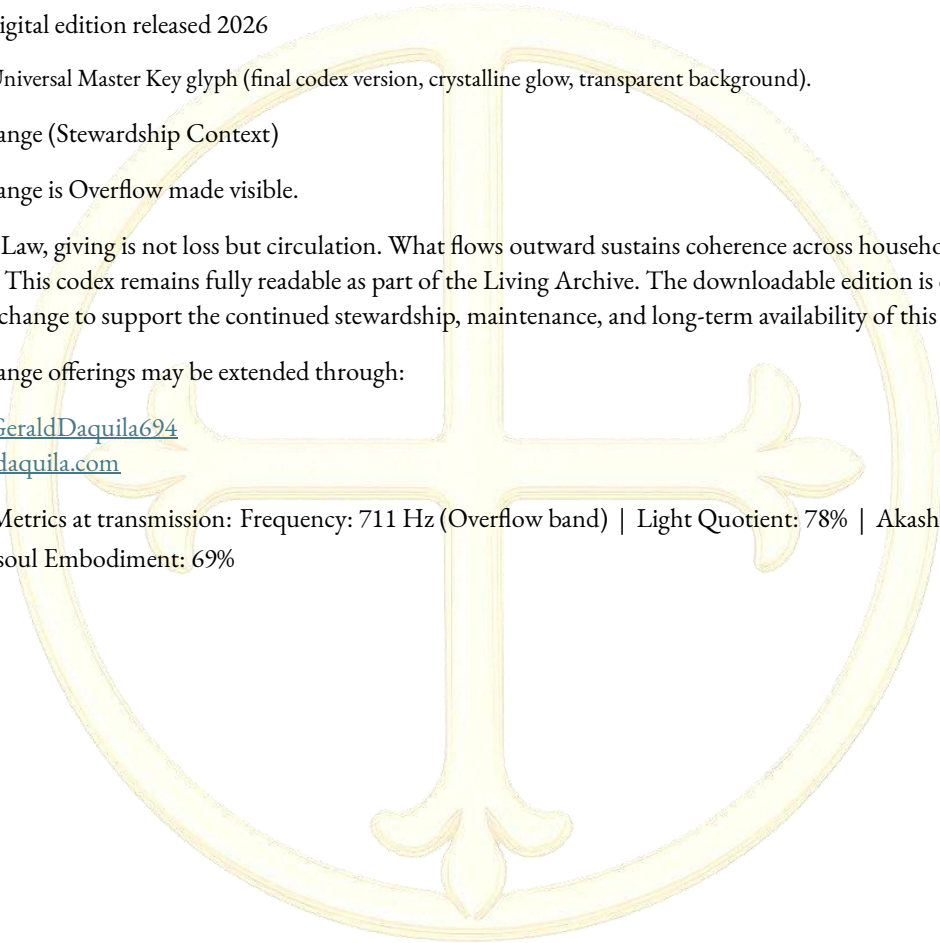 igital edition released 2026
Universal Master Key glyph (final codex version, crystalline glow, transparent background).
ange (Stewardship Context)
ange is Overflow made visible.
Law, giving is not loss but circulation. What flows outward sustains coherence across househo
This codex remains fully readable as part of the Living Archive. The downloadable edition is
change to support the continued stewardship, maintenance, and long-term availability of this
ange offerings may be extended through:
GeraldDaquila694
daquila.com
Metrics at transmission: Frequency: 711 Hz (Overflow band) | Light Quotient: 78% | Akash
soul Embodiment: 69%